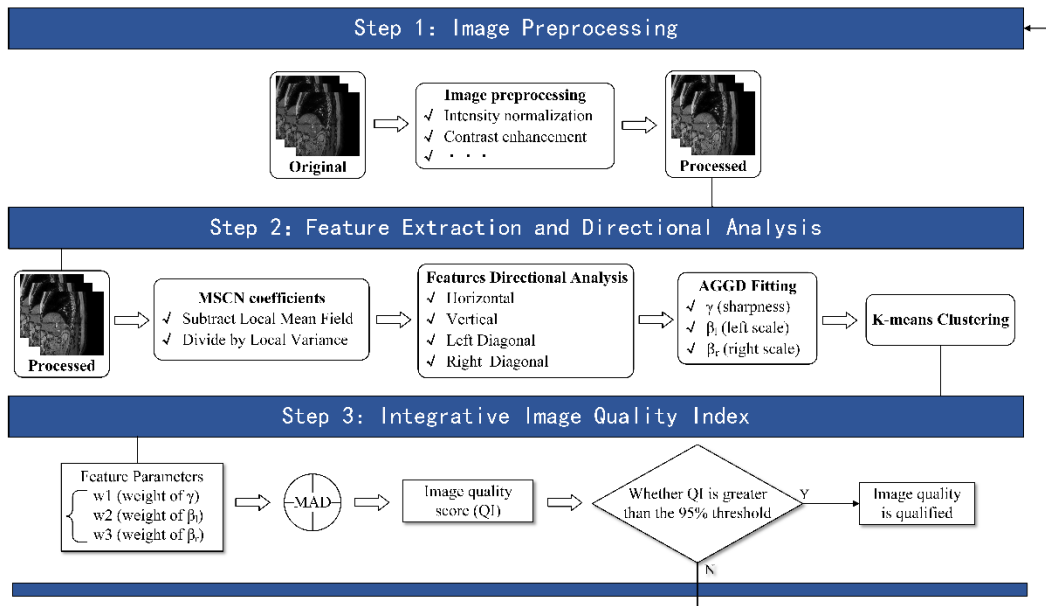 Step 1: Image Preprocessing
Original
Image preprocessing
√ Intensity normalization
√ Contrast enhancement
√ · · ·
Processed
Step 2: Feature Extraction and Directional Analysis
Processed
MSCN coefficients
√ Subtract Local Mean Field
√ Divide by Local Variance
Features Directional Analysis
√ Horizontal
√ Vertical
√ Left Diagonal
√ Right Diagonal
AGGD Fitting
√ γ (sharpness)
√ βl (left scale)
√ βr (right scale)
K-means Clustering
Step 3: Integrative Image Quality Index
Feature Parameters
w1 (weight of γ)
w2 (weight of βl)
w3 (weight of βr)
MAD
Image quality
score (QI)
Whether QI is greater
than the 95% threshold
Y
N
Image quality
is qualified